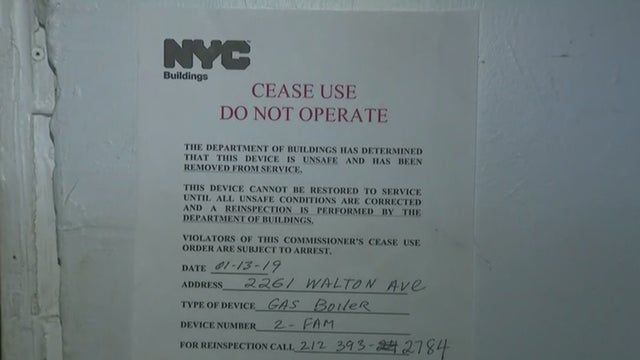 NYC
Buildings
CEASE USE
DO NOT OPERATE
THE DEPARTMENT OF BUILDINGS HAS DETERMINED
THAT THIS DEVICE IS UNSAFE AND HAS BEEN
REMOVED FROM SERVICE.
THIS DEVICE CANNOT BE RESTORED TO SERVICE
UNTIL ALL UNSAFE CONDITIONS ARE CORRECTED
AND A REINSPECTION IS PERFORMED BY THE
DEPARTMENT OF BUILDINGS.
VIOLATORS OF THIS COMMISSIONER'S CEASE USE
ORDER ARE SUBJECT TO ARREST.
DATE 01-13-19
ADDRESS 2261 WALTON AVe
TYPE OF DEVICE GAS BoileR
DEVICE NUMBER 2-FAM
FOR REINSPECTION CALL 212 393-2784